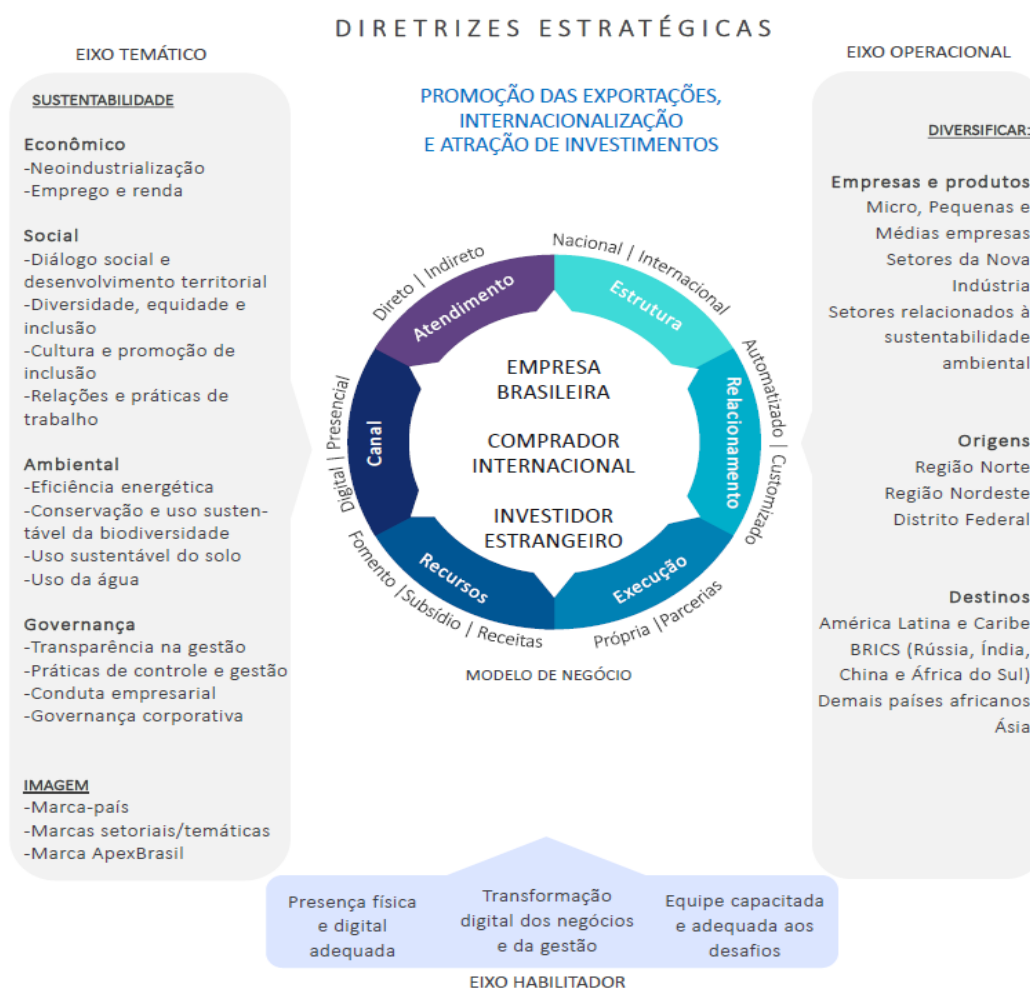 DIRETRIZES ESTRATÉGICAS
EIXO TEMÁTICO
SUSTENTABILIDADE
Econômico
-Neoindustrialização
-Emprego e renda
Social
-Diálogo social e
desenvolvimento territorial
-Diversidade, equidade e
inclusão
-Cultura e promoção de
inclusão
-Relações e práticas de
trabalho
Ambiental
-Eficiência energética
-Conservação e uso susten-
tável da biodiversidade
-Uso sustentável do solo
-Uso da água
Governança
-Transparência na gestão
-Práticas de controle e gestão
-Conduta empresarial
-Governança corporativa
IMAGEM
-Marca-país
-Marcas setoriais/temáticas
-Marca ApexBrasil
PROMOÇÃO DAS EXPORTAÇÕES,
INTERNACIONALIZAÇÃO
E ATRAÇÃO DE INVESTIMENTOS
Direto | Indireto
Atendimento
Nacional | Internacional
Estrutura
Automatizado | Customizado
Relacionamento
Própria |Parcerias
Execução
Fomento |Subsídio | Receitas
Recursos
Digital | Presencial
Canal
EMPRESA
BRASILEIRA
COMPRADOR
INTERNACIONAL
INVESTIDOR
ESTRANGEIRO
MODELO DE NEGÓCIO
EIXO OPERACIONAL
DIVERSIFICAR:
Empresas e produtos
Micro, Pequenas e
Médias empresas
Setores da Nova
Indústria
Setores relacionados à
sustentabilidade
ambiental
Origens
Região Norte
Região Nordeste
Distrito Federal
Destinos
América Latina e Caribe
BRICS (Rússia, Índia,
China e África do Sul)
Demais países africanos
Ásia
Presença física
e digital
adequada
Transformação
digital dos negócios
e da gestão
Equipe capacitada
e adequada aos
desafios
EIXO HABILITADOR